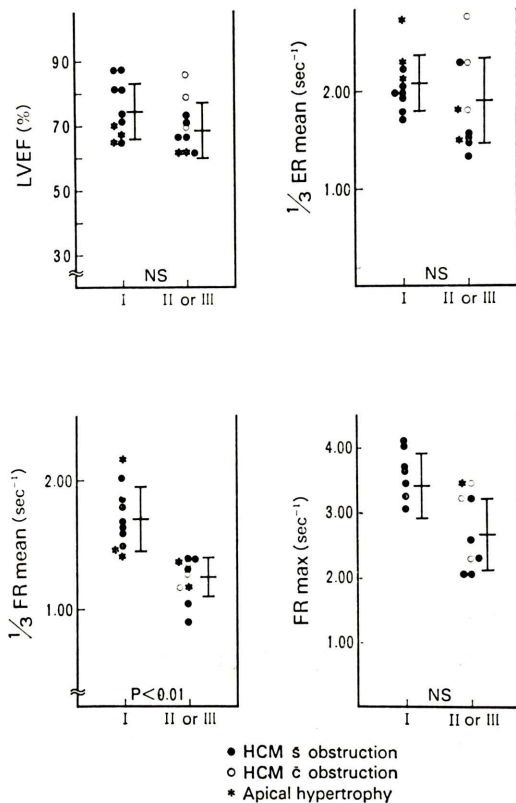 LVEF (%)
90
70
50
30
NS
I II or III
1/3 ER mean (sec⁻¹)
2.00
1.00
NS
I II or III
1/3 FR mean (sec⁻¹)
2.00
1.00
P<0.01
I II or III
FR max (sec⁻¹)
4.00
3.00
2.00
1.00
NS
I II or III
● HCM s̄ obstruction
○ HCM c̄ obstruction
* Apical hypertrophy